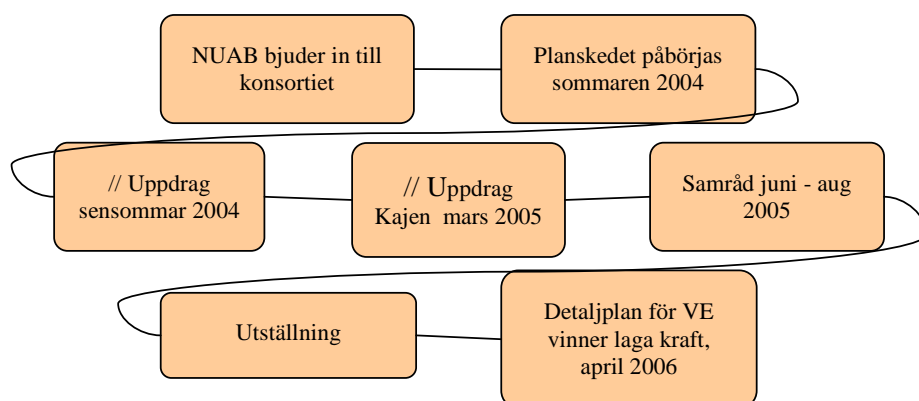 NUAB bjuder in till
konsortiet
Planskedet påbörjas
sommaren 2004
// Uppdrag
sensommar 2004
// Uppdrag
Kajen  mars 2005
Samråd juni - aug
2005
Utställning
Detaljplan för VE
vinner laga kraft,
april 2006